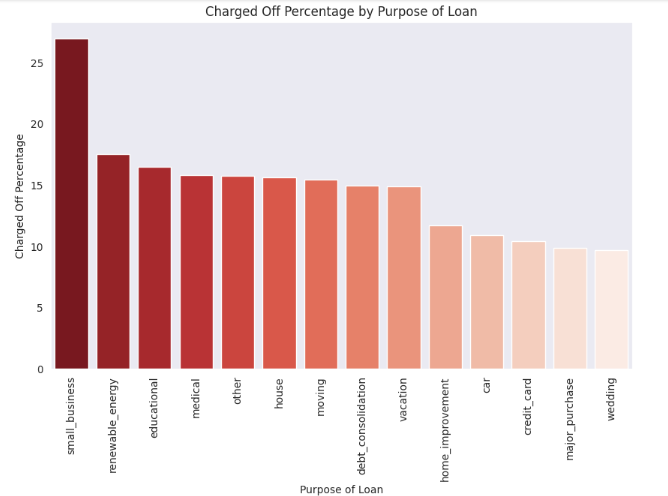 Charged Off Percentage by Purpose of Loan
Charged Off Percentage
25
20
15
10
5
0
small_business
renewable_energy
educational
medical
other
house
moving
debt_consolidation
vacation
home_improvement
car
credit_card
major_purchase
wedding
Purpose of Loan